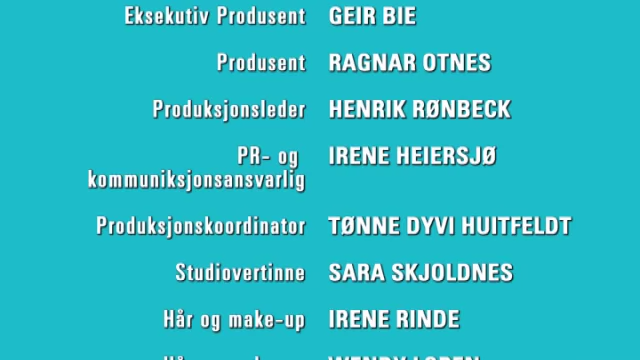 Eksekutiv Produsent GEIR BIE
Produsent RAGNAR OTNES
Produksjonsleder HENRIK RØNBECK
PR- og IRENE HEIERSJØ
kommuniksjonsansvarlig
Produksjonskoordinator TØNNE DYVI HUITFELDT
Studiovertinne SARA SKJOLDNES
Hår og make-up IRENE RINDE